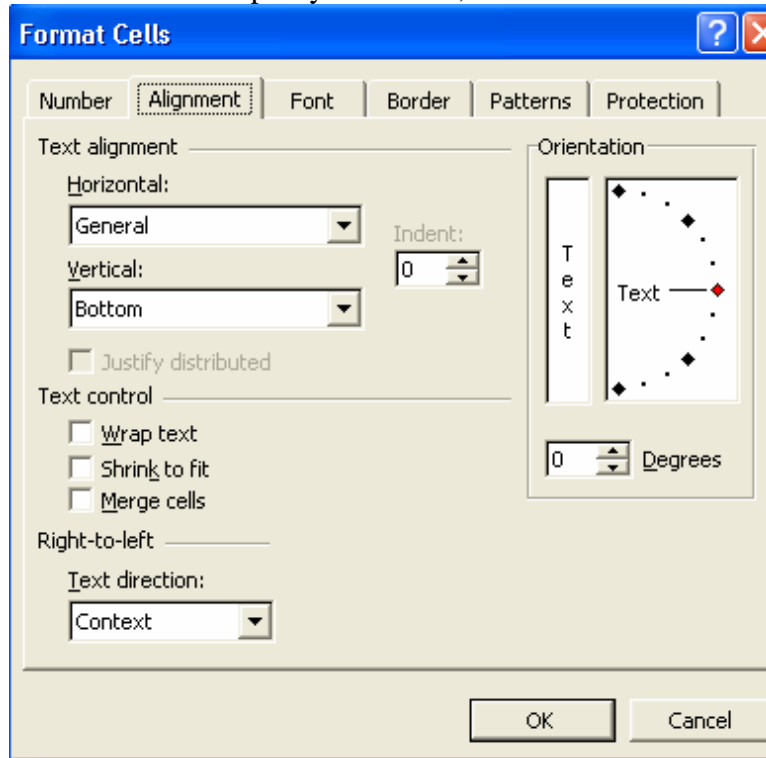 Format Cells
?
Number Alignment Font Border Patterns Protection
Text alignment
Horizontal:
General
Indent:
0
Vertical:
Bottom
Justify distributed
Text control
Wrap text
Shrink to fit
Merge cells
Right-to-left
Text direction:
Context
Orientation
Text
Text
0 Degrees
OK Cancel